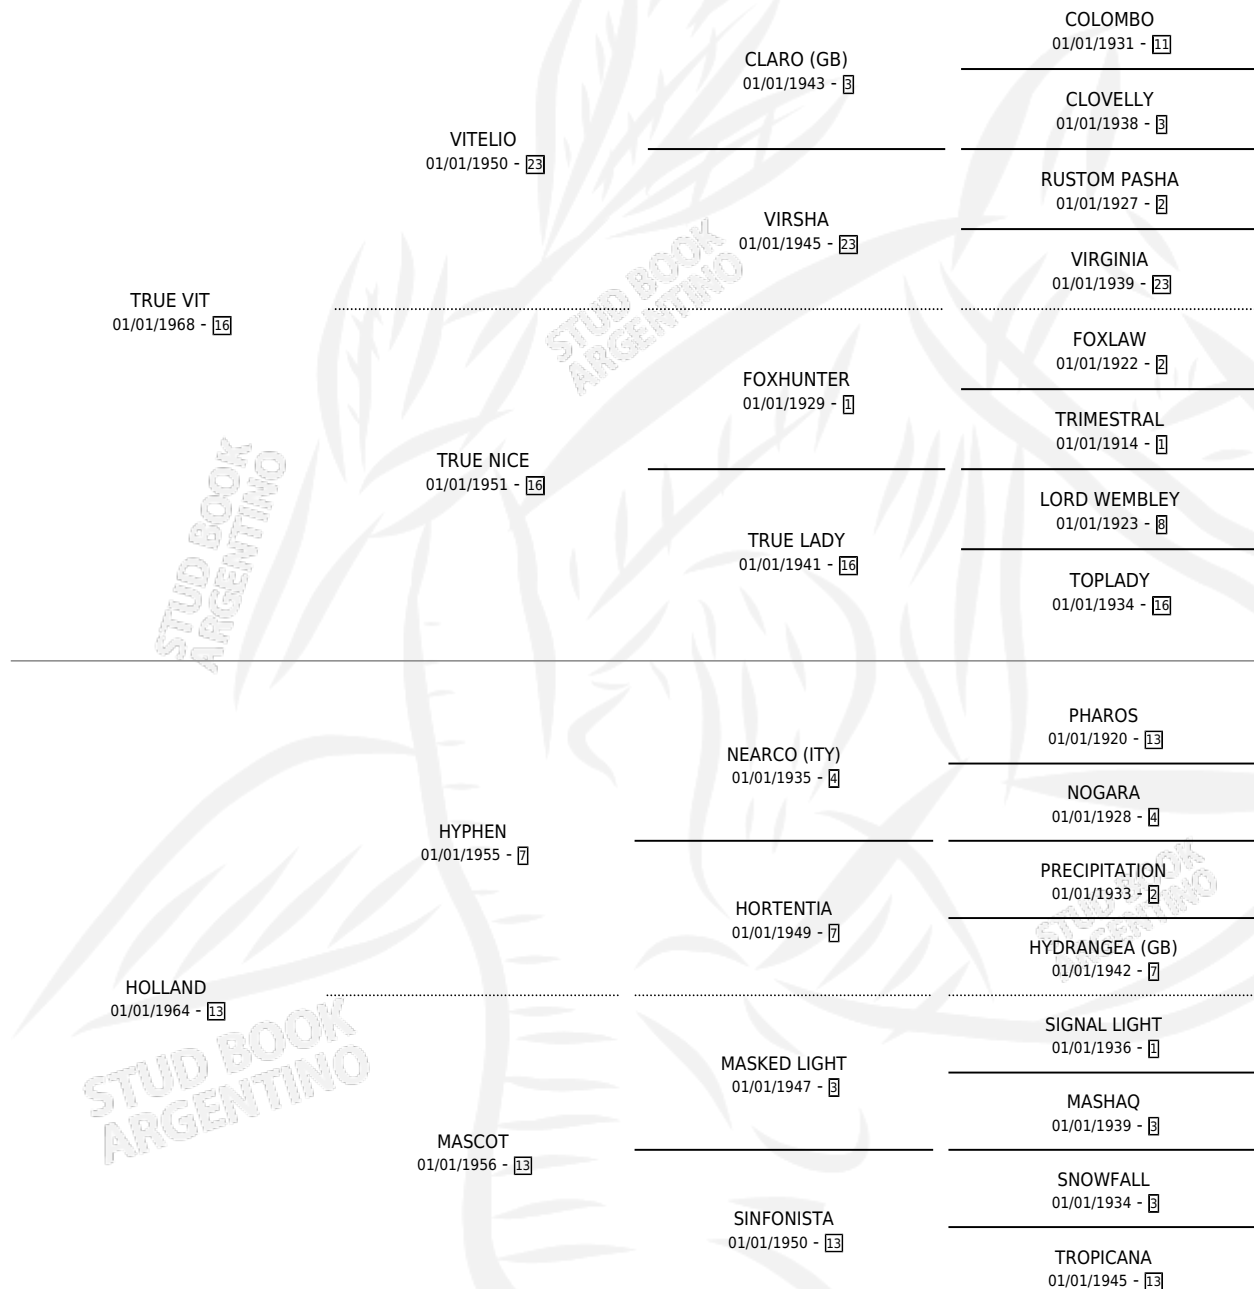 COLOMBO
01/01/1931 - 11
CLARO (GB)
01/01/1943 - 3
CLOVELLY
01/01/1938 - 3
VITELIO
01/01/1950 - 23
RUSTOM PASHA
01/01/1927 - 2
VIRSHA
01/01/1945 - 23
VIRGINIA
01/01/1939 - 23
STUD BOOK
ARGENTINO
TRUE VIT
01/01/1968 - 16
FOXLAW
01/01/1922 - 2
FOXHUNTER
01/01/1929 - 1
TRIMESTRAL
01/01/1914 - 1
TRUE NICE
01/01/1951 - 16
LORD WEMBLEY
01/01/1923 - 8
TRUE LADY
01/01/1941 - 16
TOPLADY
01/01/1934 - 16
STUD BOOK
ARGENTINO
PHAROS
01/01/1920 - 13
NEARCO (ITY)
01/01/1935 - 4
NOGARA
01/01/1928 - 4
HYPHEN
01/01/1955 - 7
PRECIPITATION
01/01/1933 - 2
HORTENTIA
01/01/1949 - 7
HYDRANGEA (GB)
01/01/1942 - 7
STUD BOOK
ARGENTINO
HOLLAND
01/01/1964 - 13
SIGNAL LIGHT
01/01/1936 - 1
MASKED LIGHT
01/01/1947 - 3
MASHAQ
01/01/1939 - 3
STUD BOOK
ARGENTINO
MASCOT
01/01/1956 - 13
SNOWFALL
01/01/1934 - 3
SINFONISTA
01/01/1950 - 13
TROPICANA
01/01/1945 - 13